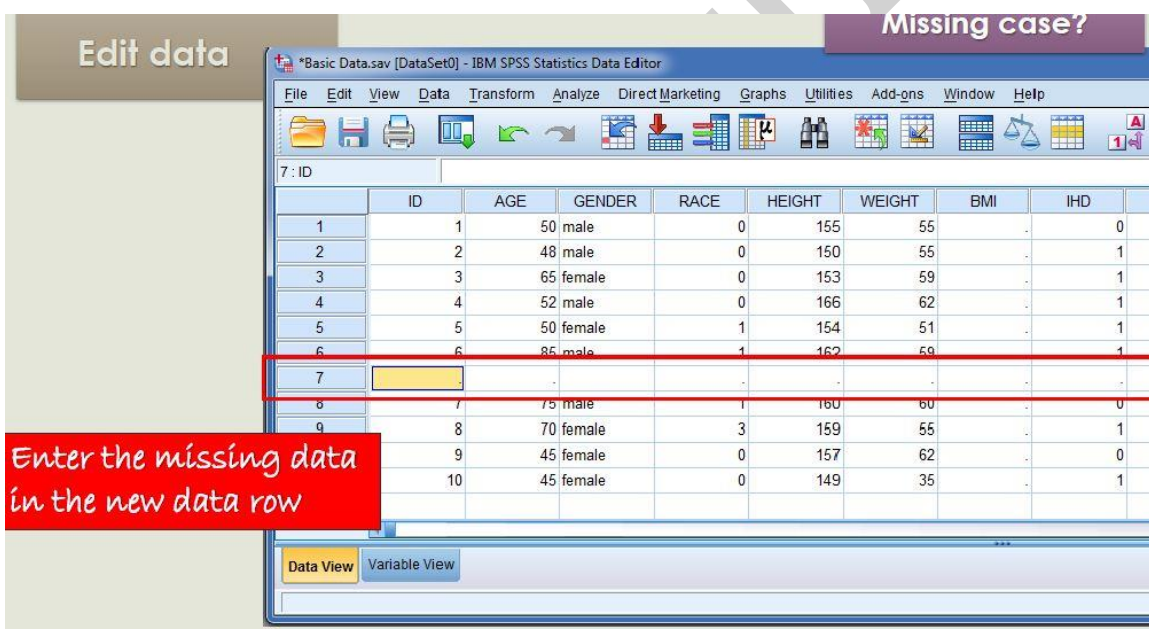 Missing case?
Edit data
*Basic Data.sav [DataSet0] - IBM SPSS Statistics Data Editor
File Edit View Data Transform Analyze Direct Marketing Graphs Utilities Add-ons Window Help
7 : ID
ID AGE GENDER RACE HEIGHT WEIGHT BMI IHD
1 1 50 male 0 155 55 . 0
2 2 48 male 0 150 55 . 1
3 3 65 female 0 153 59 . 1
4 4 52 male 0 166 62 . 1
5 5 50 female 1 154 51 . 1
6 6 85 male 1 162 59 . 1
7 . . . . . . .
8 7 75 male 1 160 60 . 0
9 8 70 female 3 159 55 . 1
9 45 female 0 157 62 . 0
10 45 female 0 149 35 . 1
Enter the missing data
in the new data row
Data View Variable View